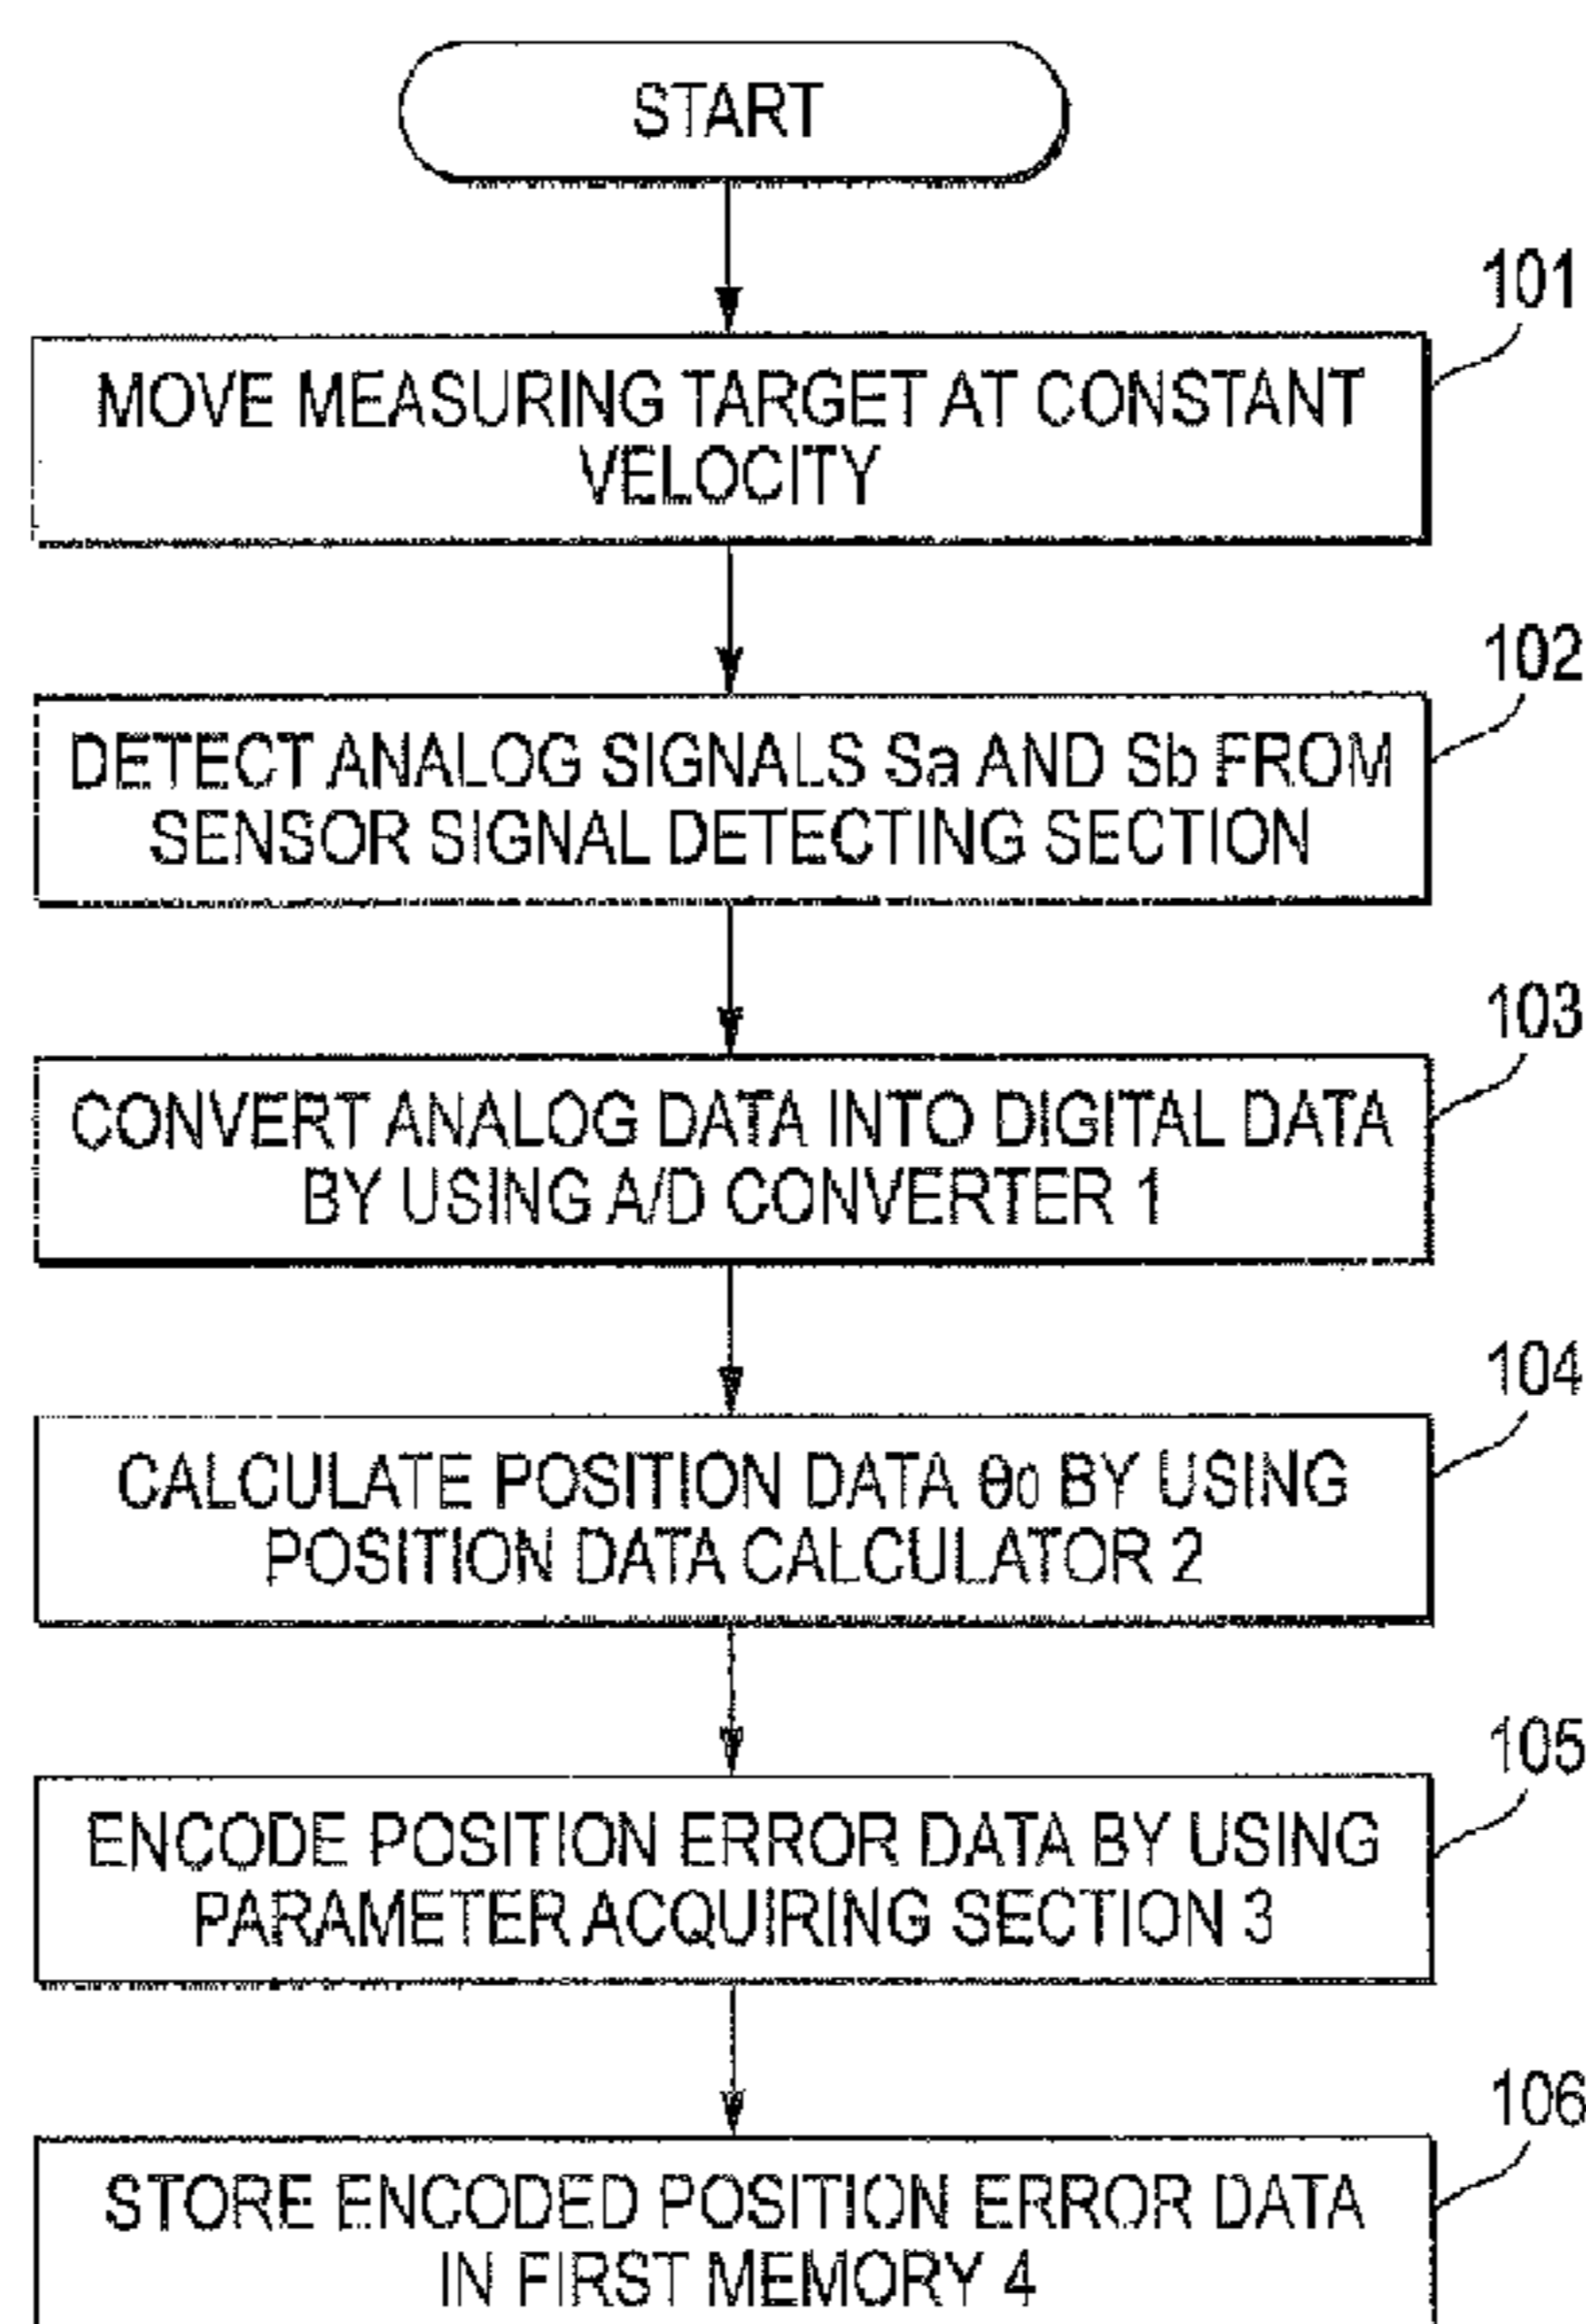 START
101
MOVE MEASURING TARGET AT CONSTANT
VELOCITY
102
DETECT ANALOG SIGNALS Sa AND Sb FROM
SENSOR SIGNAL DETECTING SECTION
103
CONVERT ANALOG DATA INTO DIGITAL DATA
BY USING A/D CONVERTER 1
104
CALCULATE POSITION DATA θ0 BY USING
POSITION DATA CALCULATOR 2
105
ENCODE POSITION ERROR DATA BY USING
PARAMETER ACQUIRING SECTION 3
106
STORE ENCODED POSITION ERROR DATA
IN FIRST MEMORY 4